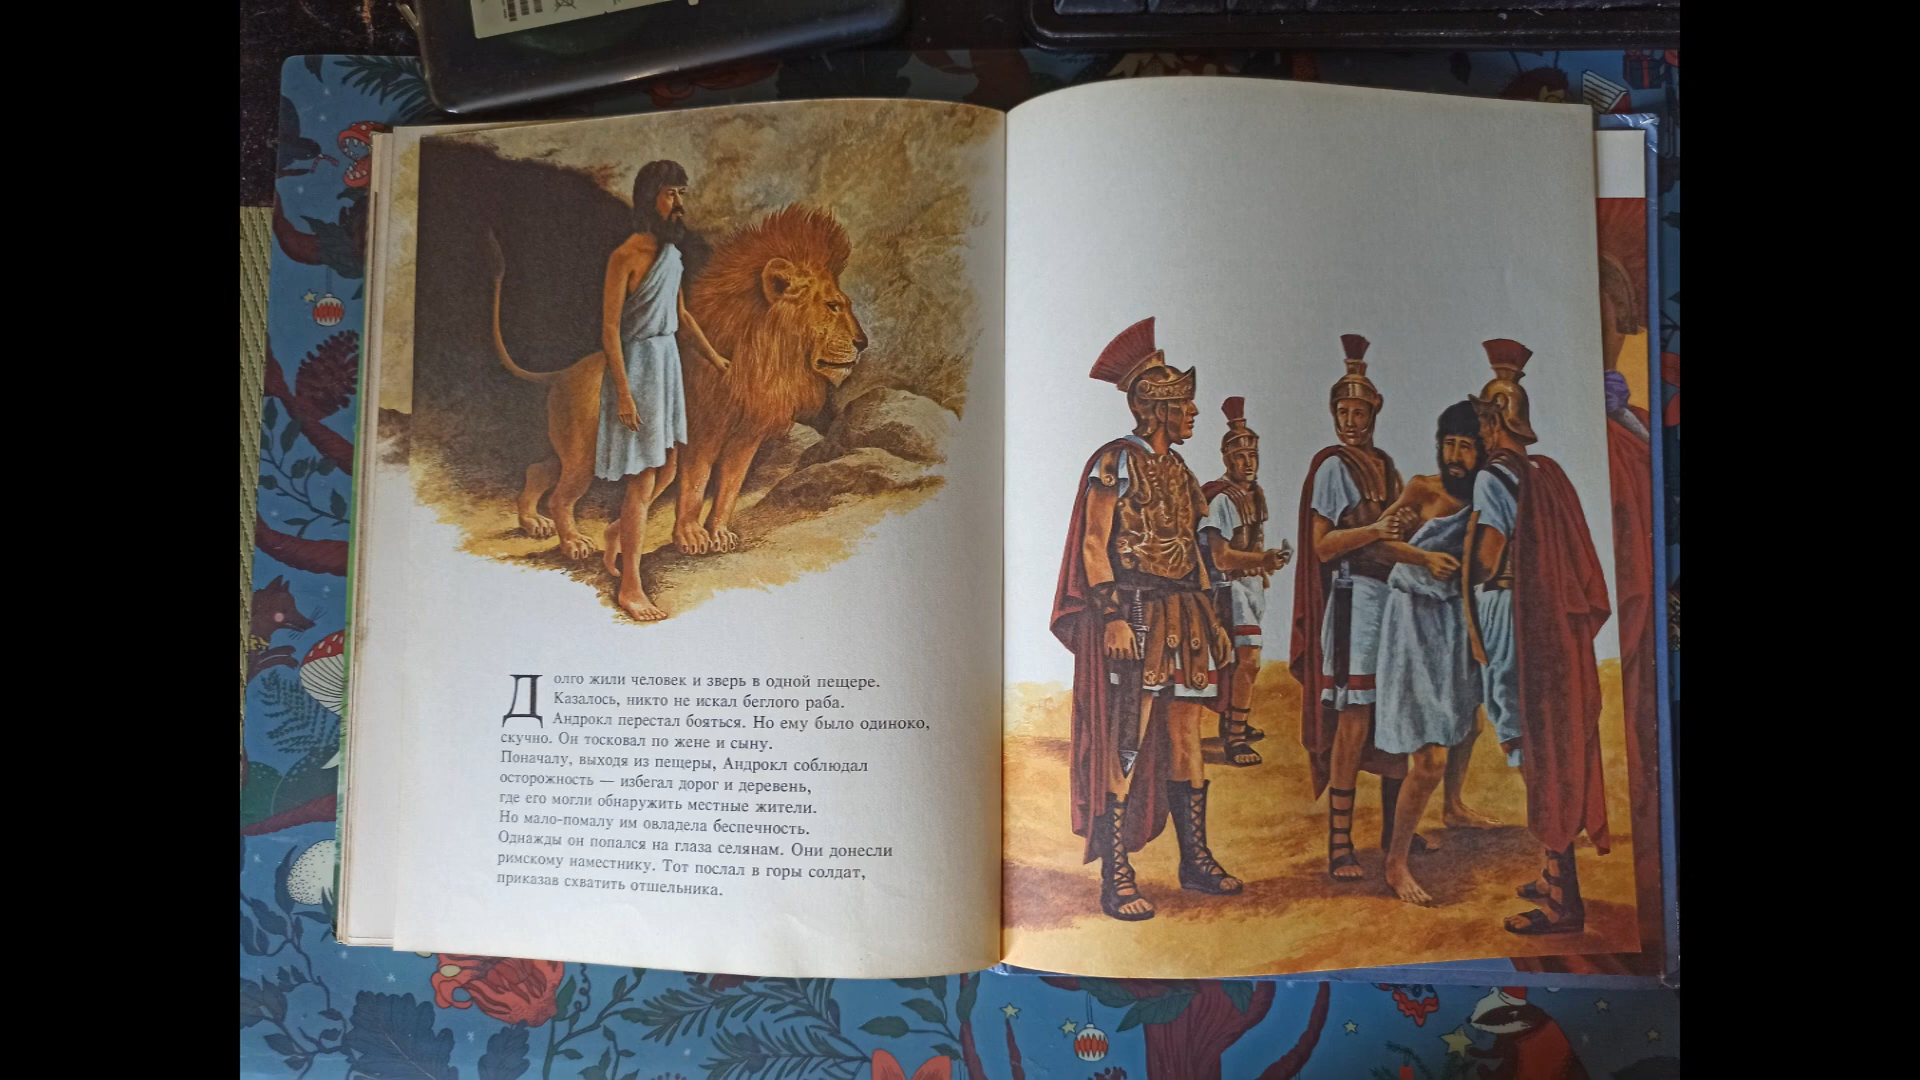 Долго жили человек и зверь в одной пещере.
Казалось, никто не искал беглого раба.
Андрокл перестал бояться. Но ему было одиноко,
скучно. Он тосковал по жене и сыну.
Поначалу, выходя из пещеры, Андрокл соблюдал
осторожность — избегал дорог и деревень,
где его могли обнаружить местные жители.
Но мало-помалу им овладела беспечность.
Однажды он попался на глаза селянам. Они донесли
римскому наместнику. Тот послал в горы солдат,
приказав схватить отшельника.